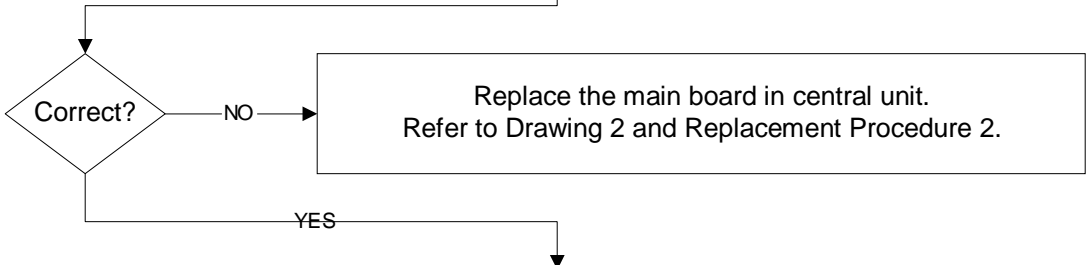 Correct?
NO
Replace the main board in central unit.
Refer to Drawing 2 and Replacement Procedure 2.
YES